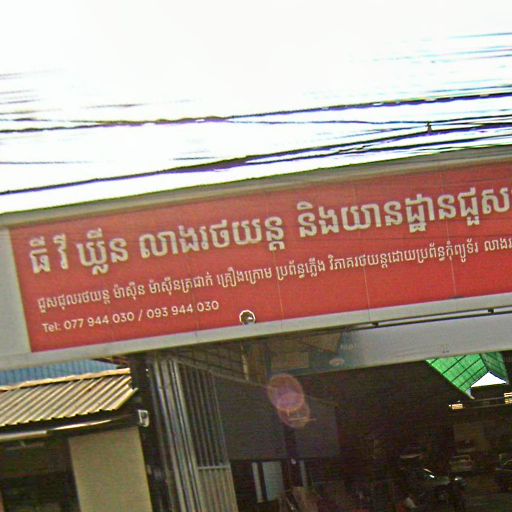 ធី វី ឃ្លីន លាងរថយន្ត និងយានដ្ឋានជួស
ជួសជុលរថយន្ត ម៉ាស៊ីន ម៉ាស៊ីនត្រជាក់ គ្រឿងក្រោម ប្រព័ន្ធភ្លើង វិភាគរថយន្តដោយប្រព័ន្ធកុំព្យូទ័រ លាងរ
Tel: 077 944 030 / 093 944 030